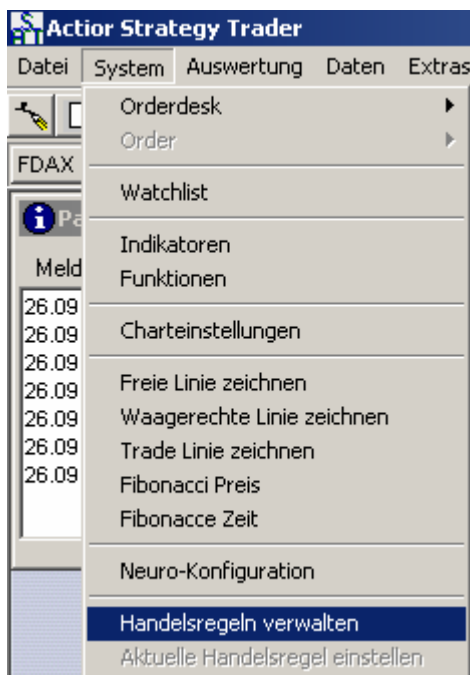 Actior Strategy Trader
Datei System Auswertung Daten Extras
Orderdesk
Order
FDAX
Watchlist
Indikatoren
Meld
Funktionen
26.09
26.09
Charteinstellungen
26.09
26.09
Freie Linie zeichnen
26.09
Waagerechte Linie zeichnen
26.09
Trade Linie zeichnen
26.09
Fibonacci Preis
Fibonacce Zeit
Neuro-Konfiguration
Handelsregeln verwalten
Aktuelle Handelsregel einstellen